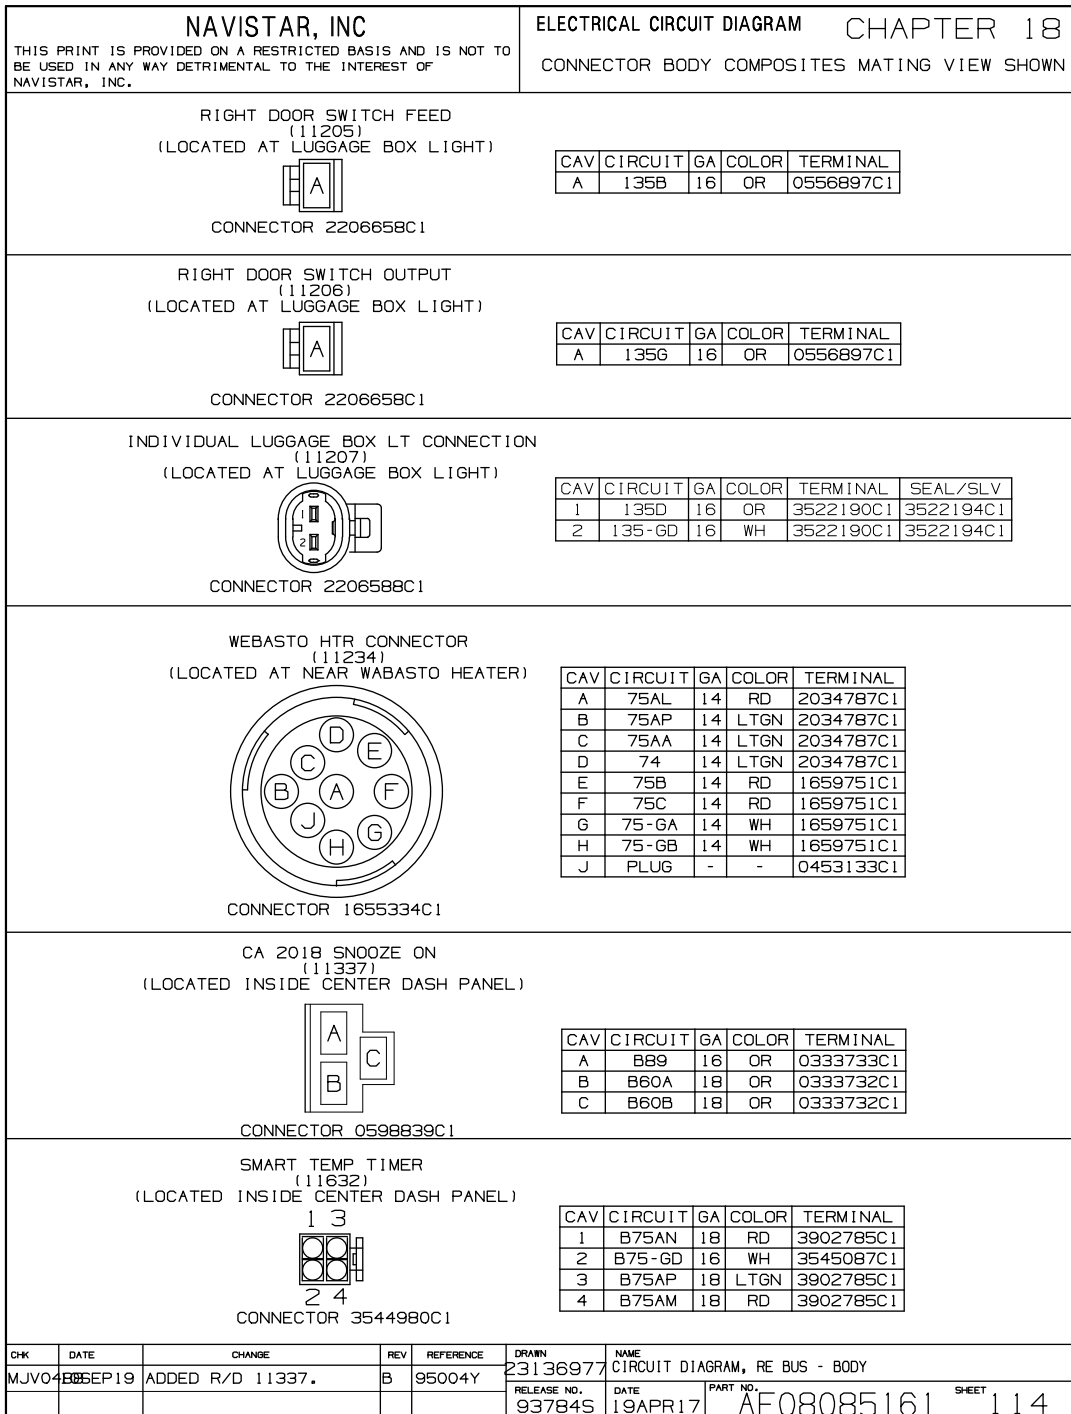 NAVISTAR, INC
THIS PRINT IS PROVIDED ON A RESTRICTED BASIS AND IS NOT TO
BE USED IN ANY WAY DETRIMENTAL TO THE INTEREST OF
NAVISTAR, INC.
ELECTRICAL CIRCUIT DIAGRAM CHAPTER 18
CONNECTOR BODY COMPOSITES MATING VIEW SHOWN
RIGHT DOOR SWITCH FEED
(11205)
(LOCATED AT LUGGAGE BOX LIGHT)
A
CONNECTOR 2206658C1
CAV CIRCUIT GA COLOR TERMINAL
A 135B 16 OR 0556897C1
RIGHT DOOR SWITCH OUTPUT
(11206)
(LOCATED AT LUGGAGE BOX LIGHT)
A
CONNECTOR 2206658C1
CAV CIRCUIT GA COLOR TERMINAL
A 135G 16 OR 0556897C1
INDIVIDUAL LUGGAGE BOX LT CONNECTION
(11207)
(LOCATED AT LUGGAGE BOX LIGHT)
1
2
CONNECTOR 2206588C1
CAV CIRCUIT GA COLOR TERMINAL SEAL/SLV
1 135D 16 OR 3522190C1 3522194C1
2 135-GD 16 WH 3522190C1 3522194C1
WEBASTO HTR CONNECTOR
(11234)
(LOCATED AT NEAR WABASTO HEATER)
D
C E
B A F
J G
H
CONNECTOR 1655334C1
CAV CIRCUIT GA COLOR TERMINAL
A 75AL 14 RD 2034787C1
B 75AP 14 LTGN 2034787C1
C 75AA 14 LTGN 2034787C1
D 74 14 LTGN 2034787C1
E 75B 14 RD 1659751C1
F 75C 14 RD 1659751C1
G 75-GA 14 WH 1659751C1
H 75-GB 14 WH 1659751C1
J PLUG - - 0453133C1
CA 2018 SNOOZE ON
(11337)
(LOCATED INSIDE CENTER DASH PANEL)
A
C
B
CONNECTOR 0598839C1
CAV CIRCUIT GA COLOR TERMINAL
A B89 16 OR 0333733C1
B B60A 18 OR 0333732C1
C B60B 18 OR 0333732C1
SMART TEMP TIMER
(11632)
(LOCATED INSIDE CENTER DASH PANEL)
1 3
2 4
CONNECTOR 3544980C1
CAV CIRCUIT GA COLOR TERMINAL
1 B75AN 18 RD 3902785C1
2 B75-GD 16 WH 3545087C1
3 B75AP 18 LTGN 3902785C1
4 B75AM 18 RD 3902785C1
CHK DATE CHANGE REV REFERENCE
ADDED R/D 11337. B 95004Y
DRAWN
23136977
NAME
CIRCUIT DIAGRAM, RE BUS - BODY
RELEASE NO.
93784S
DATE
19APR17
PART NO.
AF08085161
SHEET
114